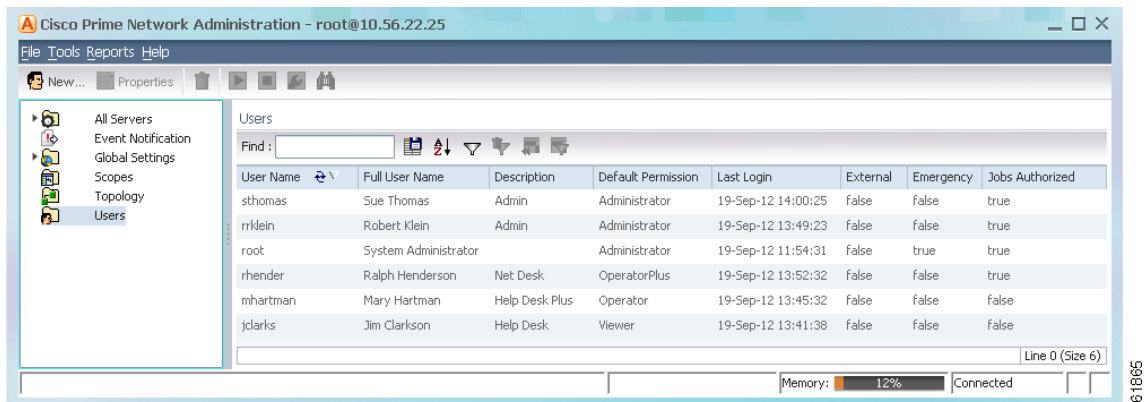 Cisco Prime Network Administration - root@10.56.22.25
File Tools Reports Help
New... Properties
All Servers
Event Notification
Global Settings
Scopes
Topology
Users
Users
Find :
User Name Full User Name Description Default Permission Last Login External Emergency Jobs Authorized
sthomas Sue Thomas Admin Administrator 19-Sep-12 14:00:25 false false true
rrklein Robert Klein Admin Administrator 19-Sep-12 13:49:23 false false true
root System Administrator Administrator 19-Sep-12 11:54:31 false true true
rhender Ralph Henderson Net Desk OperatorPlus 19-Sep-12 13:52:32 false false true
mhartman Mary Hartman Help Desk Plus Operator 19-Sep-12 13:45:32 false false false
jclarks Jim Clarkson Help Desk Viewer 19-Sep-12 13:41:38 false false false
Line 0 (Size 6)
Memory: 12% Connected
61865